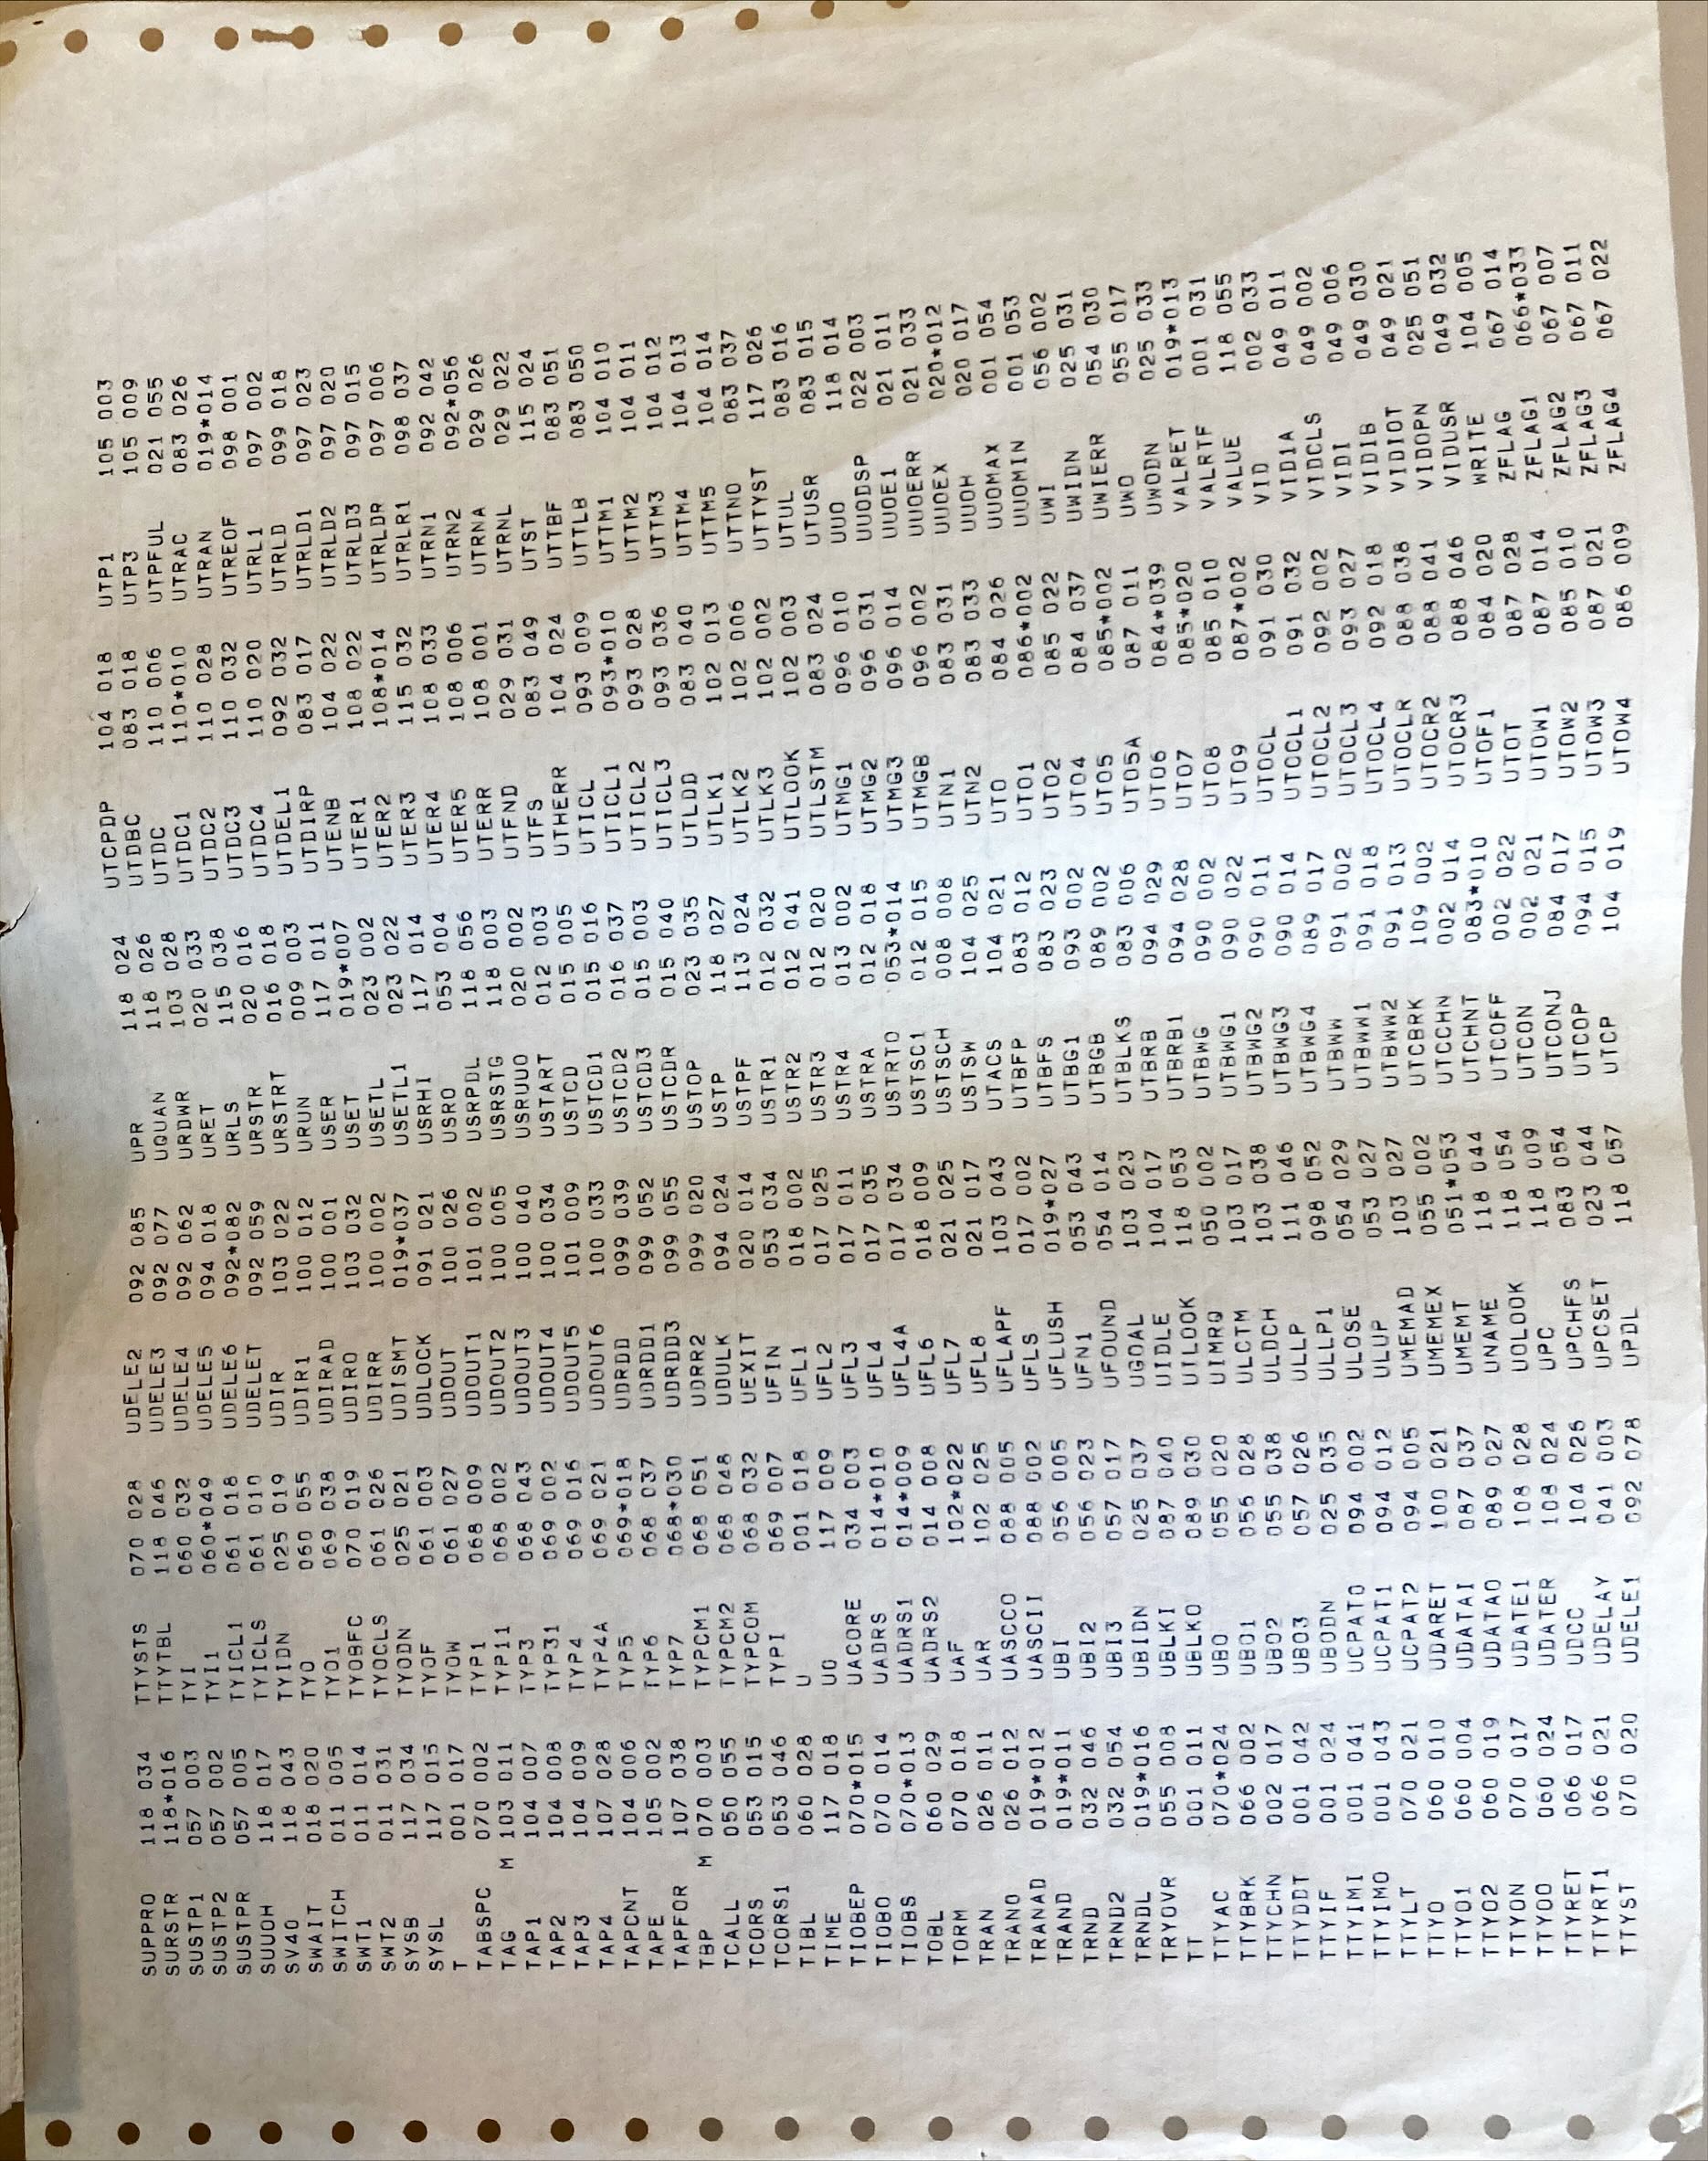 SUPPRO 118 034 TTYSTS 070 028 UDELE2 092 085 UPR 118 024 UTCPDP 104 018 UTP1 105 003
SURSTR 118*016 TTYTBL 118 046 UDELE3 092 077 UQUAN 118 026 UTDBC 083 018 UTP3 105 009
SUSTP1 057 003 TYI 060 032 UDELE4 092 062 URDWR 103 028 UTDC 110 006 UTPFUL 021 055
SUSTP2 057 002 TYI1 060*049 UDELE5 094 018 URET 020 033 UTDC1 110*010 UTRAC 083 026
SUSTPR 057 005 TYICL1 061 018 UDELE6 092*082 URLS 115 038 UTDC2 110 028 UTRAN 019*014
SUUOH 118 017 TYICLS 061 010 UDELET 092 059 URSTR 020 016 UTDC3 110 032 UTREOF 098 001
SV40 118 043 TYIDN 025 019 UDIR 103 022 URSTRT 016 018 UTDC4 110 020 UTRL1 097 002
SWAIT 018 020 TYO 060 055 UDIR1 100 012 URUN 009 003 UTDEL1 092 032 UTRLD 099 018
SWITCH 011 005 TYO1 069 038 UDIRAD 100 001 USER 117 011 UTDIRP 083 017 UTRLD1 097 023
SWT1 011 014 TYOBFC 070 019 UDIRO 103 032 USET 019*007 UTENB 104 022 UTRLD2 097 020
SWT2 011 031 TYOCLS 061 026 UDIRR 100 002 USETL 023 002 UTER1 108 022 UTRLD3 097 015
SYSB 117 034 TYODN 025 021 UDISMT 019*037 USETL1 023 022 UTER2 108*014 UTRLDR 097 006
SYSL 117 015 TYOF 061 003 UDLOCK 091 021 USRHI 117 014 UTER3 115 032 UTRLR1 098 037
T 001 017 TYOW 061 027 UDOUT 100 026 USRO 053 004 UTER4 108 033 UTRN1 092 042
TABSPC 070 002 TYP1 068 009 UDOUT1 101 002 USRPDL 118 056 UTER5 108 006 UTRN2 092*056
TAG M 103 011 TYP11 068 002 UDOUT2 100 005 USRSTG 118 003 UTERR 108 001 UTRNA 029 026
TAP1 104 007 TYP3 068 043 UDOUT3 100 040 USRUUO 020 002 UTFND 029 031 UTRNL 029 022
TAP2 104 008 TYP31 069 002 UDOUT4 100 034 USTART 012 003 UTFS 083 049 UTST 115 024
TAP3 104 009 TYP4 069 016 UDOUT5 101 009 USTCD 015 005 UTHERR 104 024 UTTBF 083 051
TAP4 107 028 TYP4A 069 021 UDOUT6 100 033 USTCD1 015 016 UTICL 093 009 UTTLB 083 050
TAPCNT 104 006 TYP5 069*018 UDRDD 099 039 USTCD2 016 037 UTICL1 093*010 UTTM1 104 010
TAPE 105 002 TYP6 068 037 UDRDD1 099 052 USTCD3 015 003 UTICL2 093 028 UTTM2 104 011
TAPFOR 107 038 TYP7 068*030 UDRDD3 099 055 USTCDR 015 040 UTICL3 093 036 UTTM3 104 012
TBP M 070 003 TYPCM1 068 051 UDRR2 099 020 USTOP 023 035 UTLDD 083 040 UTTM4 104 013
TCALL 050 055 TYPCM2 068 048 UDULK 094 024 USTP 118 027 UTLK1 102 013 UTTM5 104 014
TCORS 053 015 TYPCOM 068 032 UEXIT 020 014 USTPF 113 024 UTLK2 102 006 UTTNO 083 037
TCORS1 053 046 TYPI 069 007 UFIN 053 034 USTR1 012 032 UTLK3 102 002 UTTYST 117 026
TIBL 060 028 U 001 018 UFL1 018 002 USTR2 012 041 UTLOOK 102 003 UTUL 083 016
TIME 117 018 U0 117 009 UFL2 017 025 USTR3 012 020 UTLSTM 083 024 UTUSR 083 015
TIOBEP 070*015 UACORE 034 003 UFL3 017 011 USTR4 013 002 UTMG1 096 010 UUO 118 014
TIOBO 070 014 UADRS 014*010 UFL4 017 035 USTRA 012 018 UTMG2 096 031 UUODSP 022 003
TIOBS 070*013 UADRS1 014*009 UFL4A 017 034 USTRTO 053*014 UTMG3 096 014 UUOE1 021 011
TOBL 060 029 UADRS2 014 008 UFL6 018 009 USTSC1 012 015 UTMGB 096 002 UUOERR 021 033
TORM 070 018 UAF 102*022 UFL7 021 025 USTSCH 008 008 UTN1 083 031 UUOEX 020*012
TRAN 026 011 UAR 102 025 UFL8 021 017 USTSW 104 025 UTN2 083 033 UUOH 020 017
TRAN0 026 012 UASCCO 088 005 UFLAPF 103 043 UTACS 104 021 UTO 084 026 UUOMAX 001 054
TRANAD 019*012 UASCII 088 002 UFLS 017 002 UTBFP 083 012 UTO1 086*002 UUOMIN 001 053
TRAND 019*011 UBI 056 005 UFLUSH 019*027 UTBFS 083 023 UTO2 085 022 UWI 056 002
TRND 032 046 UBI2 056 023 UFN1 053 043 UTBG1 093 002 UTO4 084 037 UWIDN 025 031
TRND2 032 054 UBI3 057 017 UFOUND 054 014 UTBGB 089 002 UTO5 085*002 UWIERR 054 030
TRNDL 019*016 UBIDN 025 037 UGOAL 103 023 UTBLKS 083 006 UTO5A 087 011 UWO 055 017
TRYOVR 055 008 UBLKI 087 040 UIDLE 104 017 UTBRB 094 029 UTO6 084*039 UWODN 025 033
TT 001 011 UBLKO 089 030 UILOOK 118 053 UTBRB1 094 028 UTO7 085*020 VALRET 019*013
TTYAC 070*024 UBO 055 020 UIMRQ 050 002 UTBWG 090 002 UTO8 085 010 VALRTF 001 031
TTYBRK 066 002 UBO1 056 028 ULCTM 103 017 UTBWG1 090 022 UTO9 087*002 VALUE 118 055
TTYCHN 002 017 UBO2 055 038 ULDCH 103 038 UTBWG2 090 011 UTOCL 091 030 VID 002 033
TTYDDT 001 042 UBO3 057 026 ULLP 111 046 UTBWG3 090 014 UTOCL1 091 032 VID1A 049 011
TTYIF 001 024 UBODN 025 035 ULLP1 098 052 UTBWG4 089 017 UTOCL2 092 002 VIDCLS 049 002
TTYIMI 001 041 UCPAT0 094 002 ULOSE 054 029 UTBWW 091 002 UTOCL3 093 027 VIDI 049 006
TTYIMO 001 043 UCPAT1 094 012 ULUP 053 027 UTBWW1 091 018 UTOCL4 092 018 VIDIB 049 030
TTYLT 070 021 UCPAT2 094 005 UMEMAD 103 027 UTBWW2 091 013 UTOCLR 088 038 VIDIOT 049 021
TTYO 060 010 UDARET 100 021 UMEMEX 055 002 UTCBRK 109 002 UTOCR2 088 041 VIDOPN 025 051
TTYO1 060 004 UDATAI 087 037 UMEMT 051*053 UTCCHN 002 014 UTOCR3 088 046 VIDUSR 049 032
TTYO2 060 019 UDATAO 089 027 UNAME 118 044 UTCHNT 083*010 UTOF1 084 020 WRITE 104 005
TTYON 070 017 UDATE1 108 028 UOLOOK 118 054 UTCOFF 002 022 UTOT 087 028 ZFLAG 067 014
TTYOO 060 024 UDATER 108 024 UPC 118 009 UTCON 002 021 UTOW1 087 014 ZFLAG1 066*033
TTYRET 066 017 UDCC 104 026 UPCHFS 083 054 UTCONJ 084 017 UTOW2 085 010 ZFLAG2 067 007
TTYRT1 066 021 UDELAY 041 003 UPCSET 023 044 UTCOP 094 015 UTOW3 087 021 ZFLAG3 067 011
TTYST 070 020 UDELE1 092 078 UPDL 118 057 UTCP 104 019 UTOW4 086 009 ZFLAG4 067 022